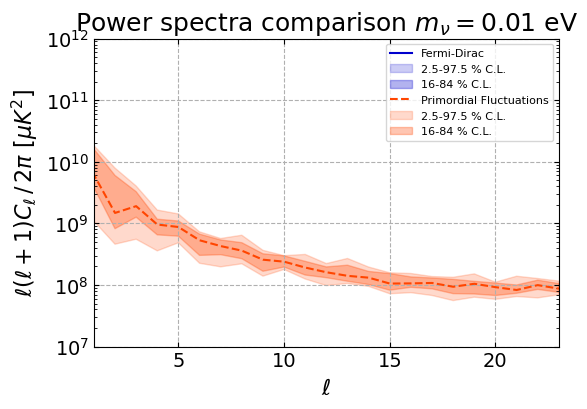 Power spectra comparison $m_\nu = 0.01$ eV
$\ell(\ell+1)C_\ell\,/\,2\pi\ [\mu K^2]$
$10^{12}$
$10^{11}$
$10^{10}$
$10^{9}$
$10^{8}$
$10^{7}$
Fermi-Dirac
2.5-97.5 % C.L.
16-84 % C.L.
Primordial Fluctuations
2.5-97.5 % C.L.
16-84 % C.L.
5 10 15 20
$\ell$